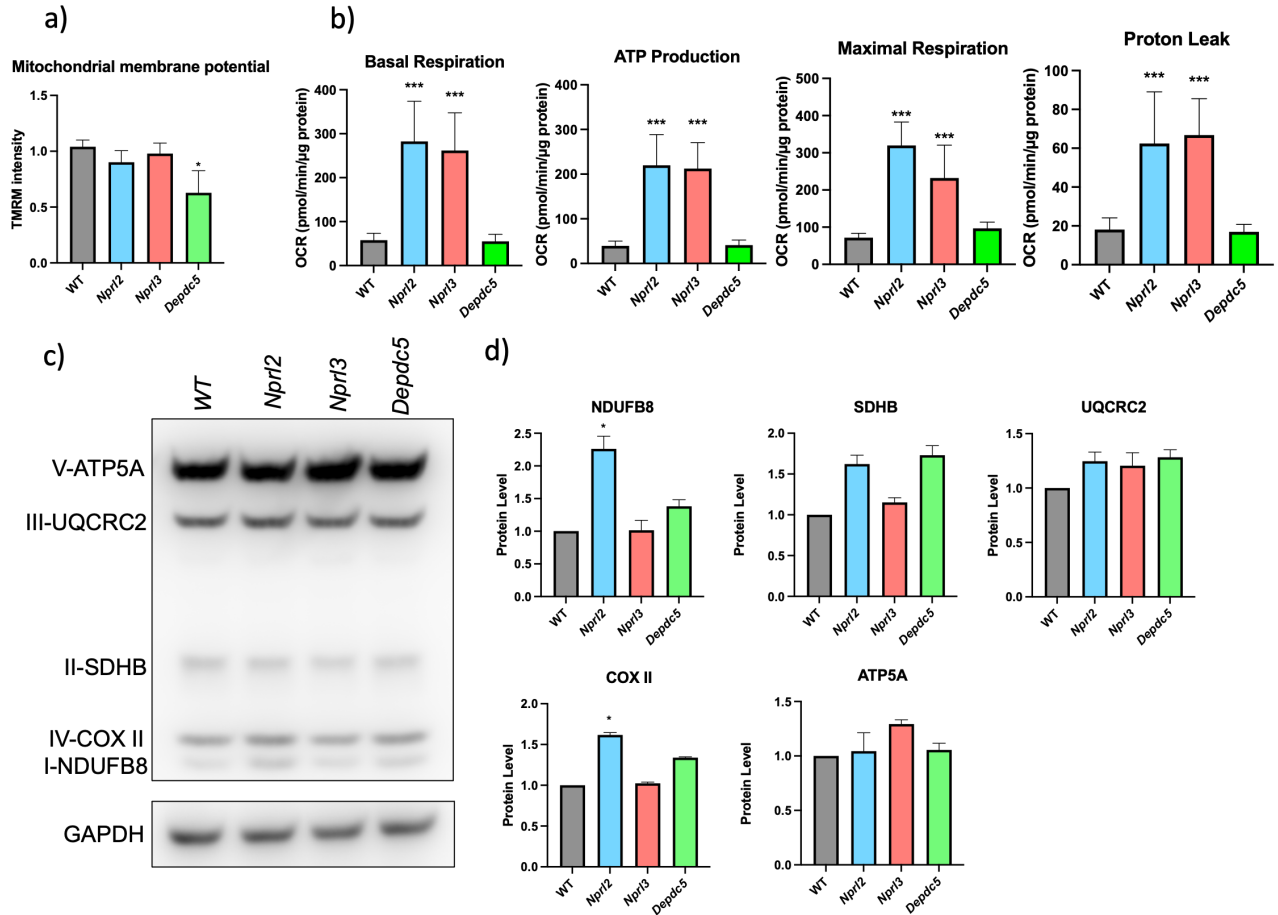 a)
Mitochondrial membrane potential
TMRM intensity
1.5
1.0
0.5
0.0
*
WT
Nprl2
Nprl3
Depdc5
b)
Basal Respiration
OCR (pmol/min/µg protein)
400
300
200
100
0
***
***
WT
Nprl2
Nprl3
Depdc5
ATP Production
OCR (pmol/min/µg protein)
400
300
200
100
0
***
***
WT
Nprl2
Nprl3
Depdc5
Maximal Respiration
OCR (pmol/min/µg protein)
500
400
300
200
100
0
***
***
WT
Nprl2
Nprl3
Depdc5
Proton Leak
OCR (pmol/min/µg protein)
100
80
60
40
20
0
***
***
WT
Nprl2
Nprl3
Depdc5
c)
WT
Nprl2
Nprl3
Depdc5
V-ATP5A
III-UQCRC2
II-SDHB
IV-COX II
I-NDUFB8
GAPDH
d)
NDUFB8
Protein Level
2.5
2.0
1.5
1.0
0.5
0.0
*
WT
Nprl2
Nprl3
Depdc5
SDHB
Protein Level
2.0
1.5
1.0
0.5
0.0
WT
Nprl2
Nprl3
Depdc5
UQCRC2
Protein Level
1.5
1.0
0.5
0.0
WT
Nprl2
Nprl3
Depdc5
COX II
Protein Level
2.0
1.5
1.0
0.5
0.0
*
WT
Nprl2
Nprl3
Depdc5
ATP5A
Protein Level
1.5
1.0
0.5
0.0
WT
Nprl2
Nprl3
Depdc5